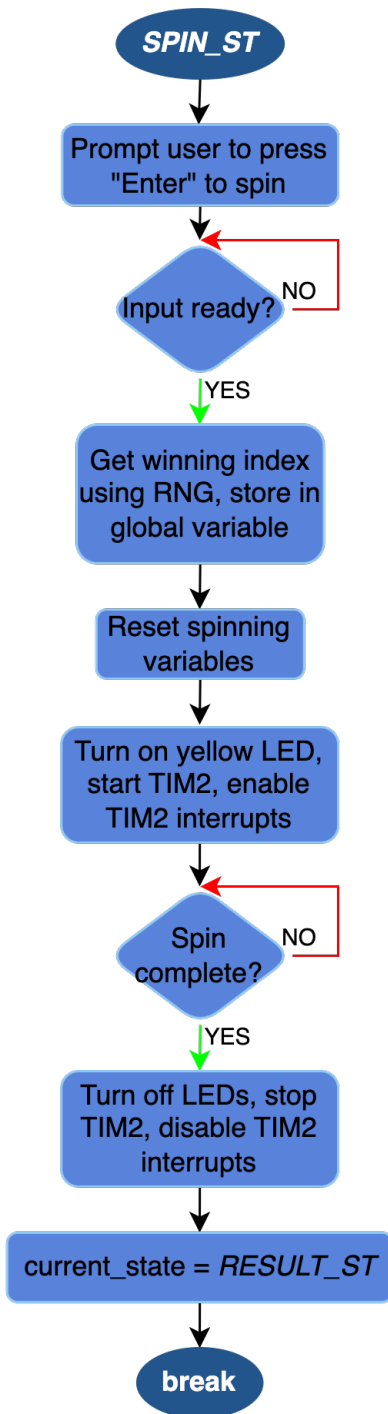 SPIN_ST
Prompt user to press
"Enter" to spin
Input ready?
NO
YES
Get winning index
using RNG, store in
global variable
Reset spinning
variables
Turn on yellow LED,
start TIM2, enable
TIM2 interrupts
Spin
complete?
NO
YES
Turn off LEDs, stop
TIM2, disable TIM2
interrupts
current_state = RESULT_ST
break